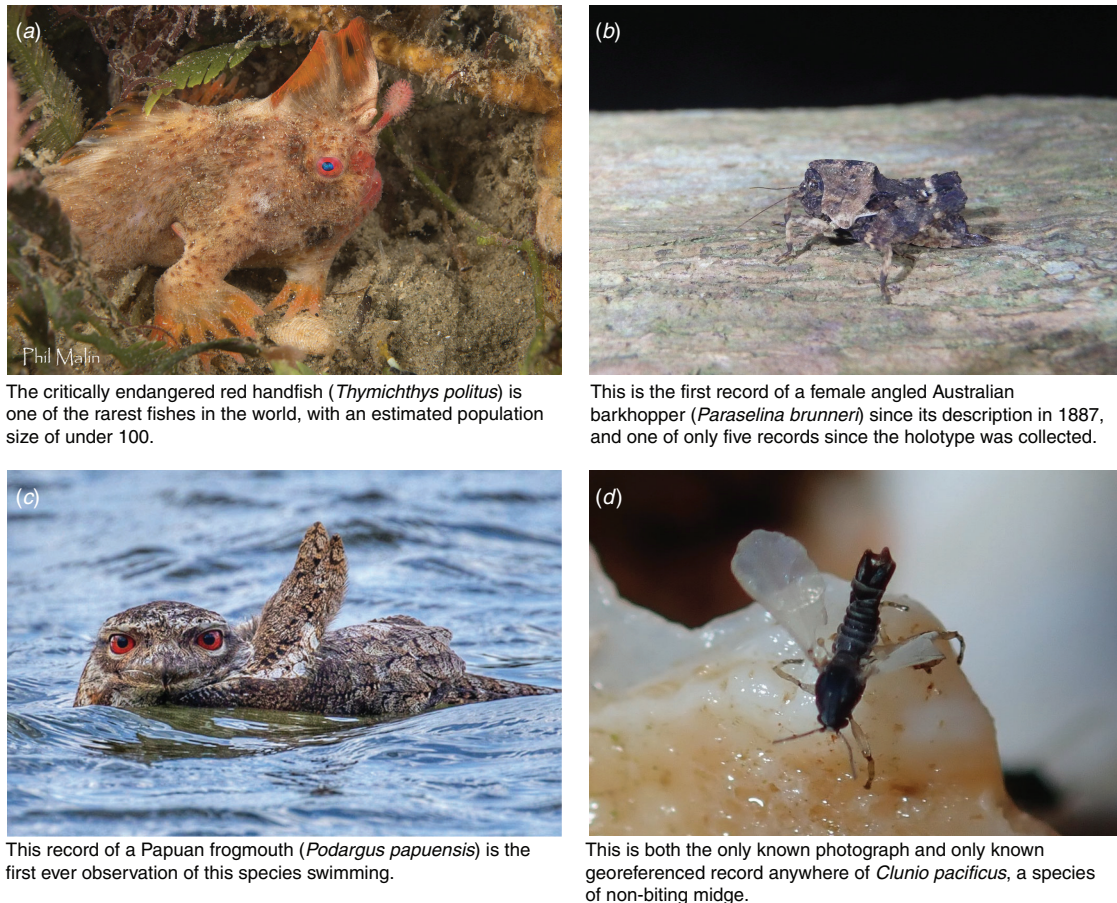 (a)
Phil Malin
The critically endangered red handfish (Thymichthys politus) is
one of the rarest fishes in the world, with an estimated population
size of under 100.
(b)
This is the first record of a female angled Australian
barkhopper (Paraselina brunneri) since its description in 1887,
and one of only five records since the holotype was collected.
(c)
This record of a Papuan frogmouth (Podargus papuensis) is the
first ever observation of this species swimming.
(d)
This is both the only known photograph and only known
georeferenced record anywhere of Clunio pacificus, a species
of non-biting midge.